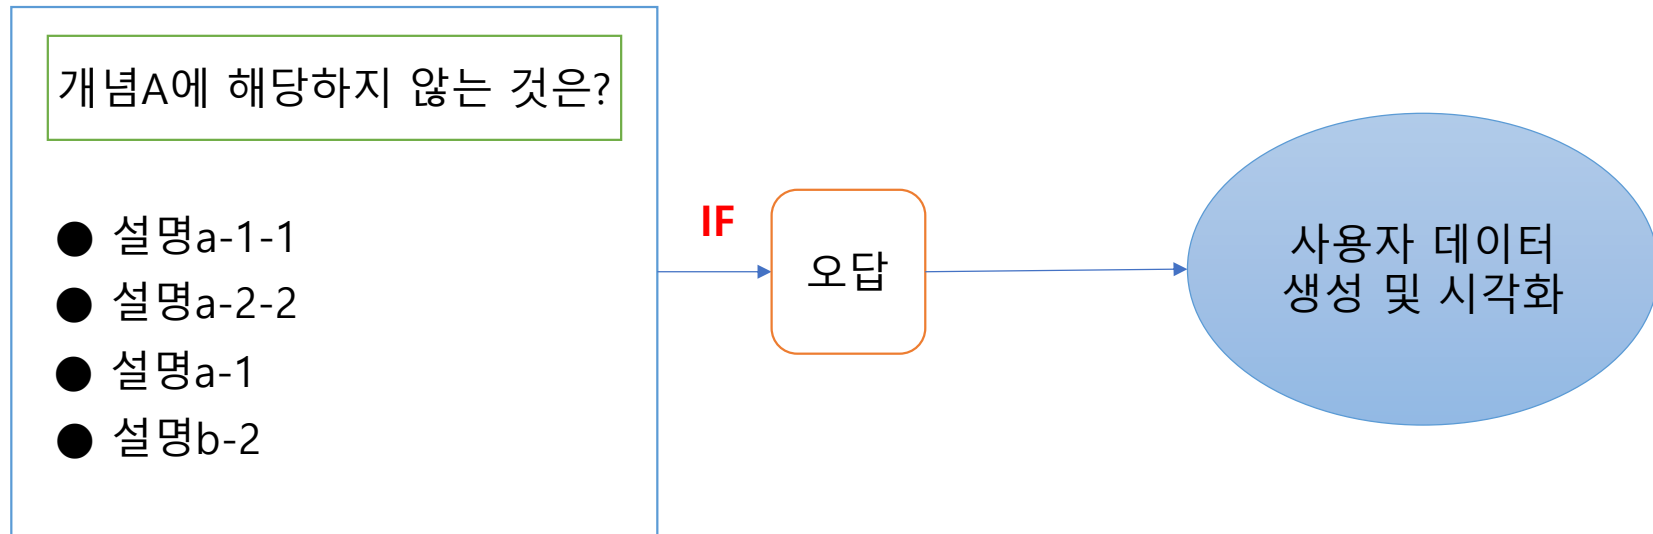 개념A에 해당하지 않는 것은?
● 설명a-1-1
● 설명a-2-2
● 설명a-1
● 설명b-2
IF
오답
사용자 데이터
생성 및 시각화